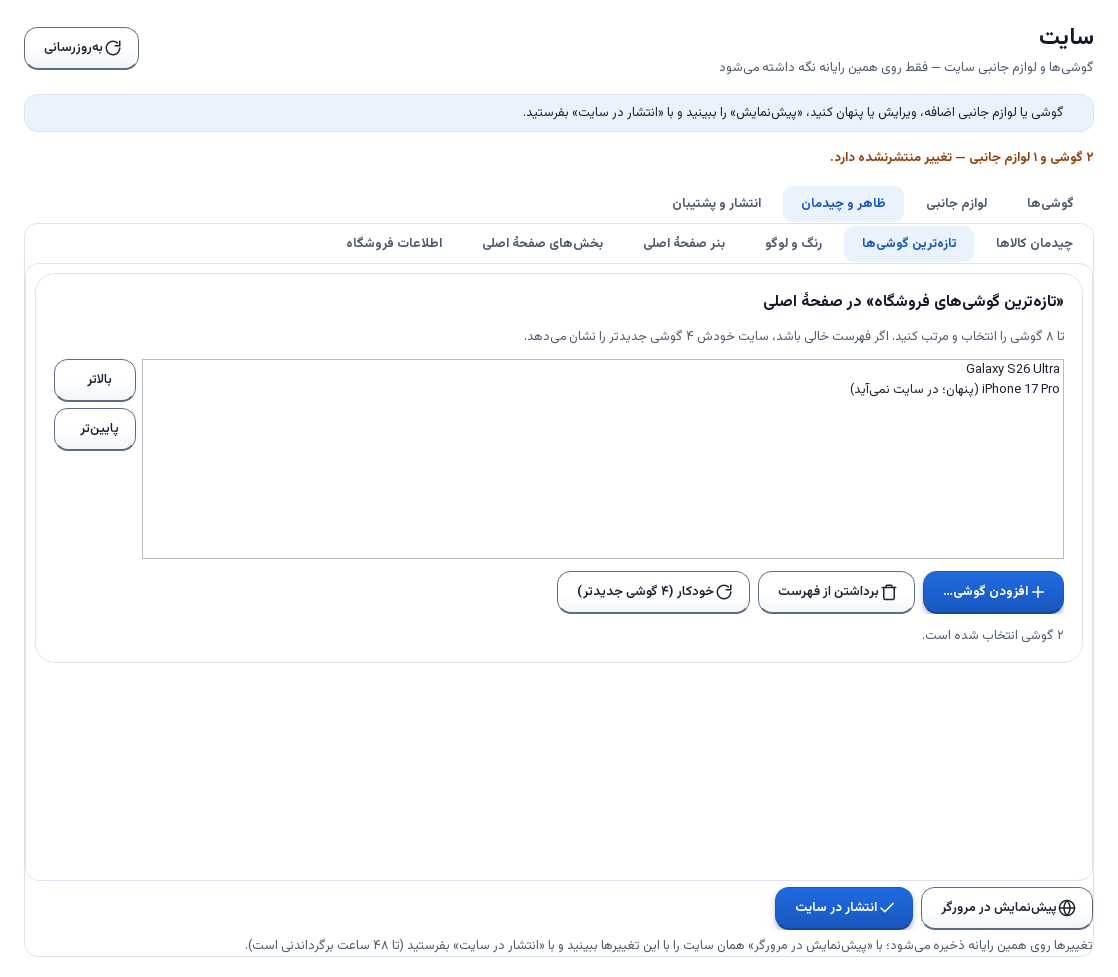 سایت
به‌روزرسانی
گوشی‌ها و لوازم جانبی سایت — فقط روی همین رایانه نگه داشته می‌شود
گوشی یا لوازم جانبی اضافه، ویرایش یا پنهان کنید، «پیش‌نمایش» را ببینید و با «انتشار در سایت» بفرستید.
۲ گوشی و ۱ لوازم جانبی — تغییر منتشرنشده دارد.
گوشی‌ها لوازم جانبی ظاهر و چیدمان انتشار و پشتیبان
چیدمان کالاها تازه‌ترین گوشی‌ها رنگ و لوگو بنر صفحهٔ اصلی بخش‌های صفحهٔ اصلی اطلاعات فروشگاه
«تازه‌ترین گوشی‌های فروشگاه» در صفحهٔ اصلی
تا ۸ گوشی را انتخاب و مرتب کنید. اگر فهرست خالی باشد، سایت خودش ۴ گوشی جدیدتر را نشان می‌دهد.
Galaxy S26 Ultra
iPhone 17 Pro (پنهان؛ در سایت نمی‌آید)
بالاتر
پایین‌تر
افزودن گوشی... برداشتن از فهرست خودکار (۴ گوشی جدیدتر)
۲ گوشی انتخاب شده است.
پیش‌نمایش در مرورگر انتشار در سایت
تغییرها روی همین رایانه ذخیره می‌شود؛ با «پیش‌نمایش در مرورگر» همان سایت را با این تغییرها ببینید و با «انتشار در سایت» بفرستید (تا ۴۸ ساعت برگرداندنی است).